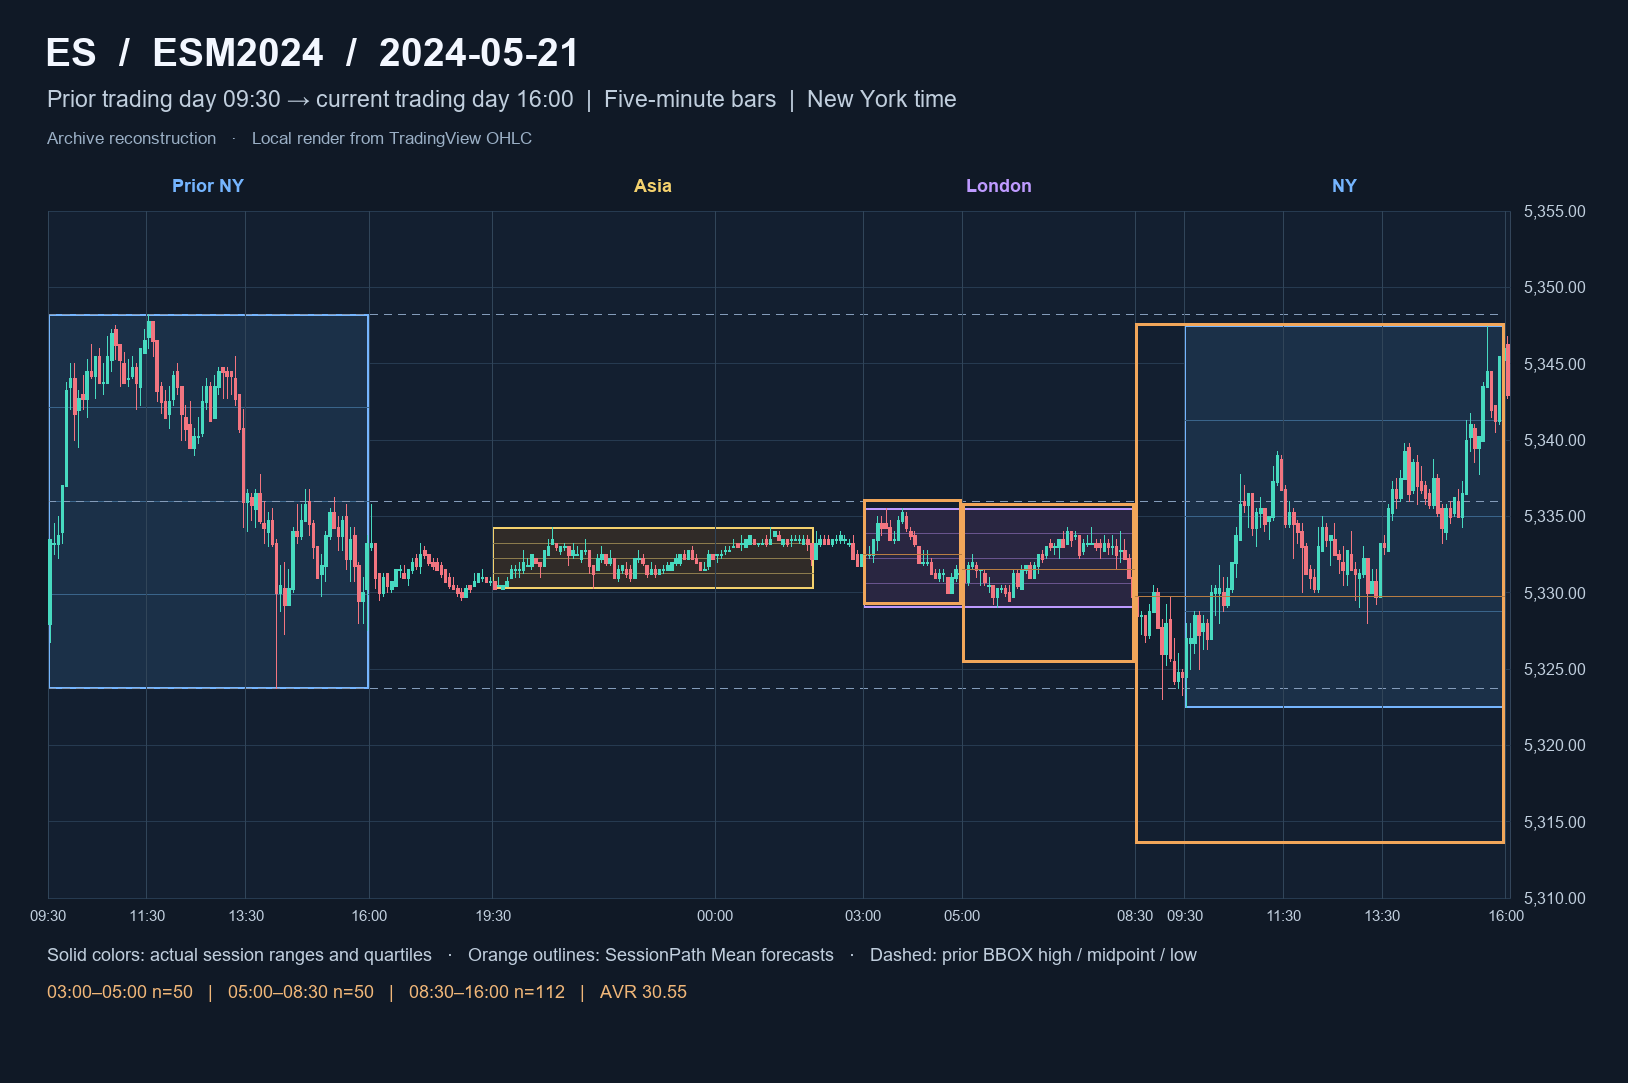 ES / ESM2024 / 2024-05-21
Prior trading day 09:30 → current trading day 16:00 | Five-minute bars | New York time
Archive reconstruction · Local render from TradingView OHLC
Prior NY Asia London NY
5,355.00
5,350.00
5,345.00
5,340.00
5,335.00
5,330.00
5,325.00
5,320.00
5,315.00
5,310.00
09:30 11:30 13:30 16:00 19:30 00:00 03:00 05:00 08:30 09:30 11:30 13:30 16:00
Solid colors: actual session ranges and quartiles · Orange outlines: SessionPath Mean forecasts · Dashed: prior BBOX high / midpoint / low
03:00–05:00 n=50 | 05:00–08:30 n=50 | 08:30–16:00 n=112 | AVR 30.55